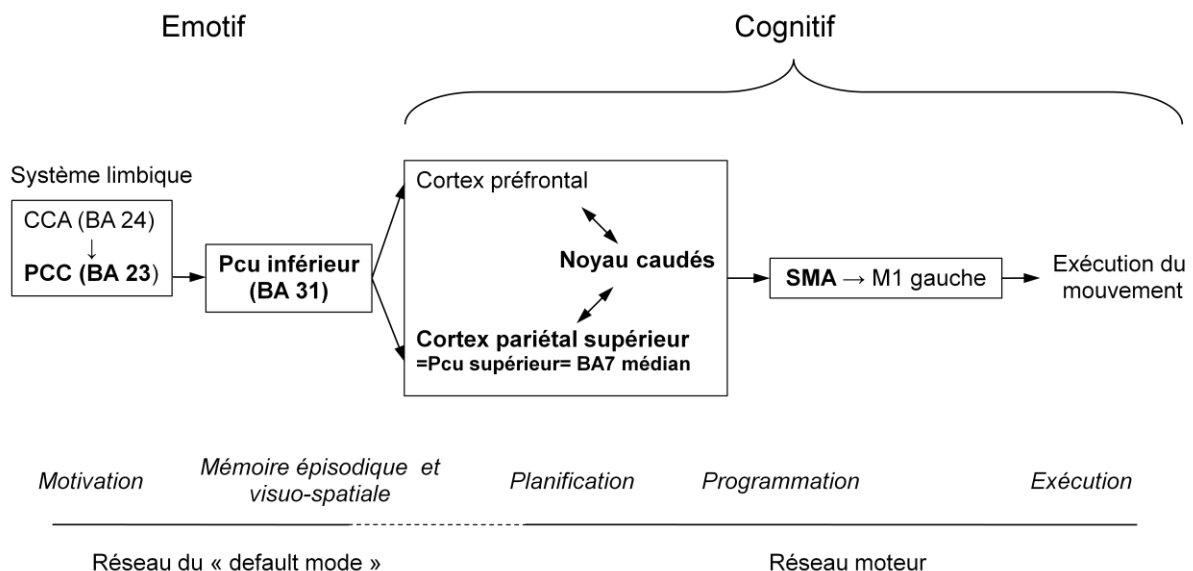 Emotif
Cognitif
Système limbique
CCA (BA 24)
↓
PCC (BA 23)
Pcu inférieur
(BA 31)
Cortex préfrontal
Noyau caudés
Cortex pariétal supérieur
=Pcu supérieur= BA7 médian
SMA → M1 gauche
Exécution du
mouvement
Motivation
Mémoire épisodique et
visuo-spatiale
Planification
Programmation
Exécution
Réseau du « default mode »
Réseau moteur